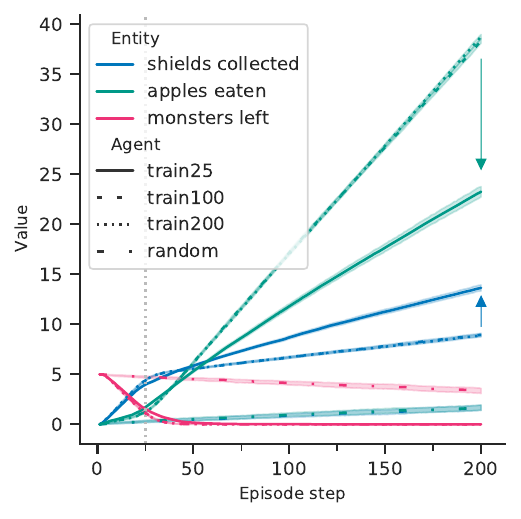 Entity
shields collected
apples eaten
monsters left
Agent
train25
train100
train200
random
Value
40
35
30
25
20
15
10
5
0
0
50
100
150
200
Episode step